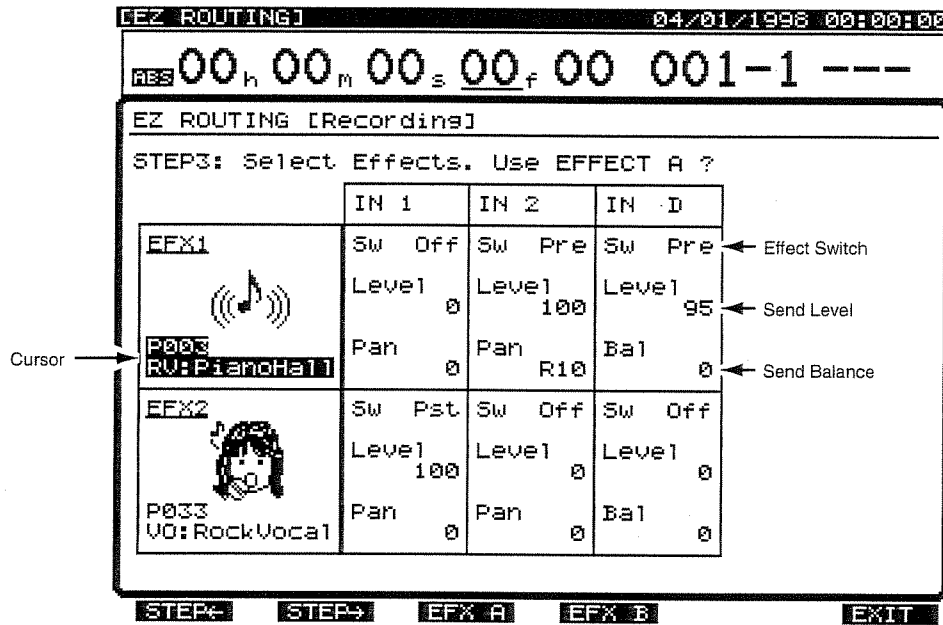 [EZ ROUTING] 04/01/1998 00:00:00
ABS 00h 00m 00s 00f 00 001-1 ---
EZ ROUTING [Recording]
STEP3: Select Effects. Use EFFECT A ?
IN 1 IN 2 IN D
EFX1 Sw Off Sw Pre Sw Pre Effect Switch
Level Level Level
0 100 95 Send Level
Cursor P003 Pan Pan Bal
RV:PianoHall 0 R10 0 Send Balance
EFX2 Sw Pst Sw Off Sw Off
Level Level Level
100 0 0
P033 Pan Pan Bal
VO:RockVocal 0 0 0
STEP← STEP→ EFX A EFX B EXIT